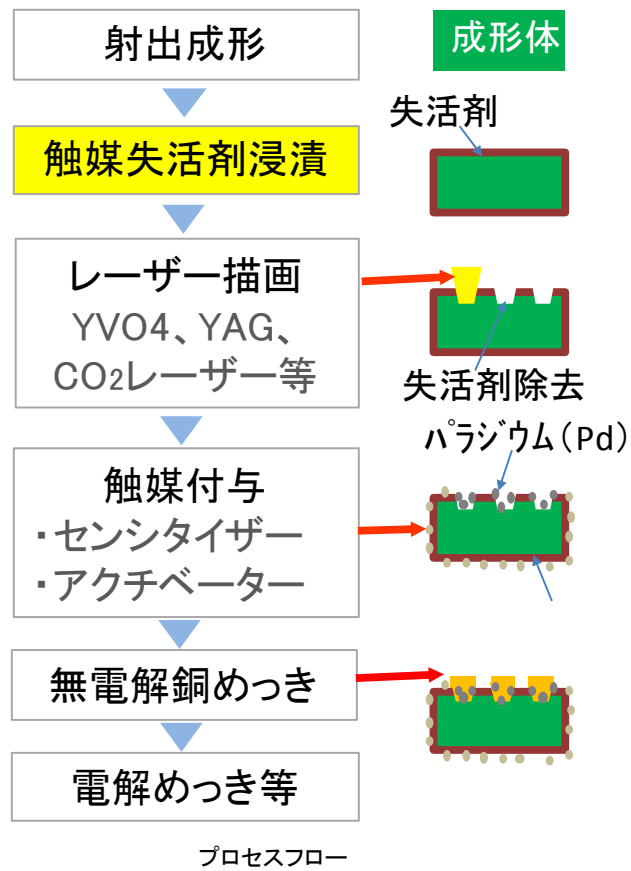 射出成形
成形体
失活剤
触媒失活剤浸漬
レーザー描画
YVO4、YAG、
CO2レーザー等
失活剤除去
パラジウム(Pd)
触媒付与
・センシタイザー
・アクチベーター
無電解銅めっき
電解めっき等
プロセスフロー